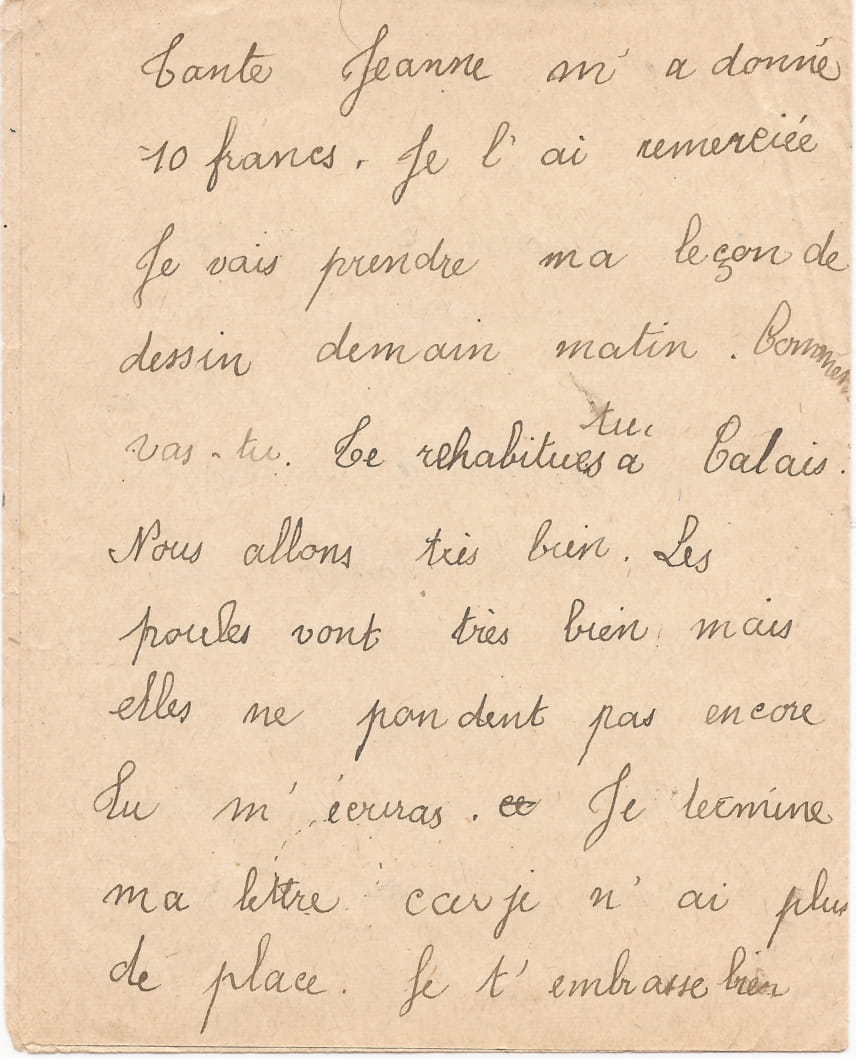 Tante Jeanne m'a donné
10 francs. Je l'ai remerciée
Je vais prendre ma leçon de
dessin demain matin. Commen
vas-tu. Te rehabitues tu à Calais.
Nous allons très bien. Les
poules vont très bien mais
elles ne pondent pas encore
Tu m'écriras. ce Je termine
ma lettre car je n'ai plus
de place. Je t'embrasse bien